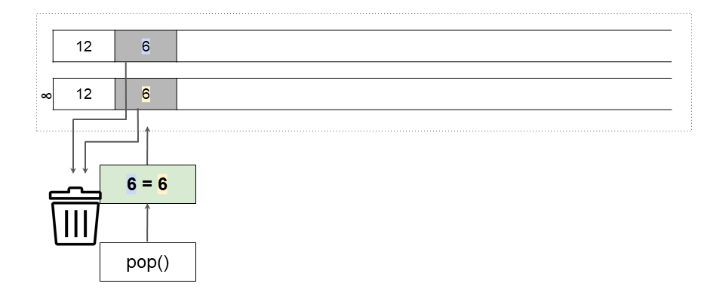 12 6
∞ 12 6
6 = 6
pop()